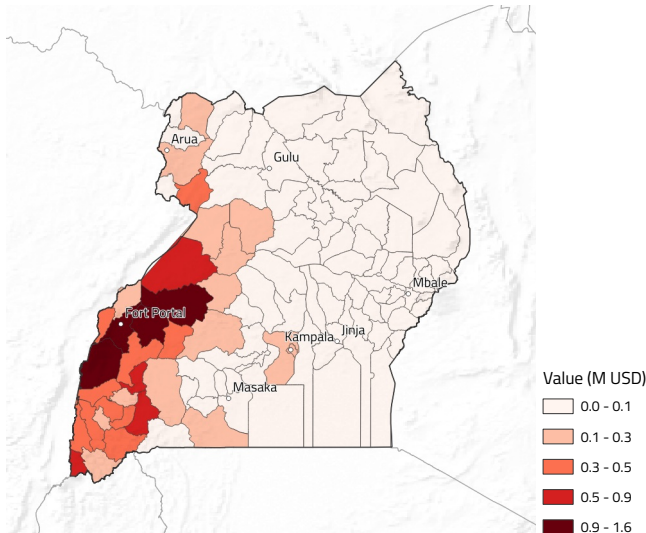 Arua
Gulu
Mbale
Fort Portal
Kampala
Jinja
Masaka
Value (M USD)
0.0 - 0.1
0.1 - 0.3
0.3 - 0.5
0.5 - 0.9
0.9 - 1.6